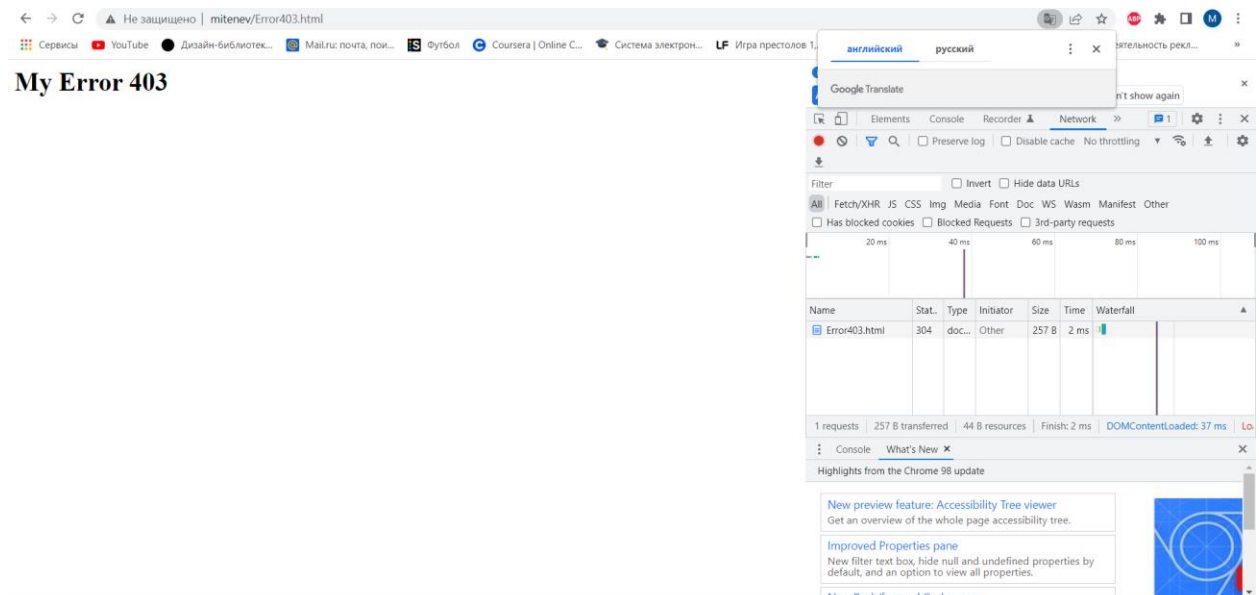 Не защищено | mitenev/Error403.html
ABP M
Сервисы YouTube Дизайн-библиотек... Mail.ru: почта, пои... Футбол Coursera | Online C... Система электрон... LF Игра престолов 1,
ятельность рекл... »
английский русский
Google Translate
n't show again
My Error 403
Elements Console Recorder Network » 1
Preserve log Disable cache No throttling
Filter Invert Hide data URLs
All Fetch/XHR JS CSS Img Media Font Doc WS Wasm Manifest Other
Has blocked cookies Blocked Requests 3rd-party requests
20 ms 40 ms 60 ms 80 ms 100 ms
Name Stat.. Type Initiator Size Time Waterfall
Error403.html 304 doc... Other 257 B 2 ms
1 requests 257 B transferred 44 B resources Finish: 2 ms DOMContentLoaded: 37 ms Lo
Console What's New
Highlights from the Chrome 98 update
New preview feature: Accessibility Tree viewer
Get an overview of the whole page accessibility tree.
Improved Properties pane
New filter text box, hide null and undefined properties by
default, and an option to view all properties.